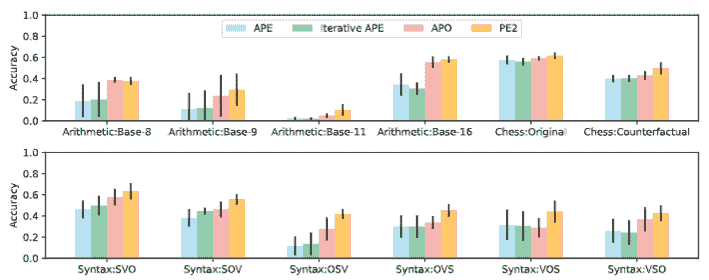 1.0
APE Iterative APE APO PE2
0.8
0.6
0.4
0.2
0.0
Accuracy
Arithmetic:Base-8 Arithmetic:Base-9 Arithmetic:Base-11 Arithmetic:Base-16 Chess:Original Chess:Counterfactual
1.0
0.8
0.6
0.4
0.2
0.0
Accuracy
Syntax:SVO Syntax:SOV Syntax:OSV Syntax:OVS Syntax:VOS Syntax:VSO